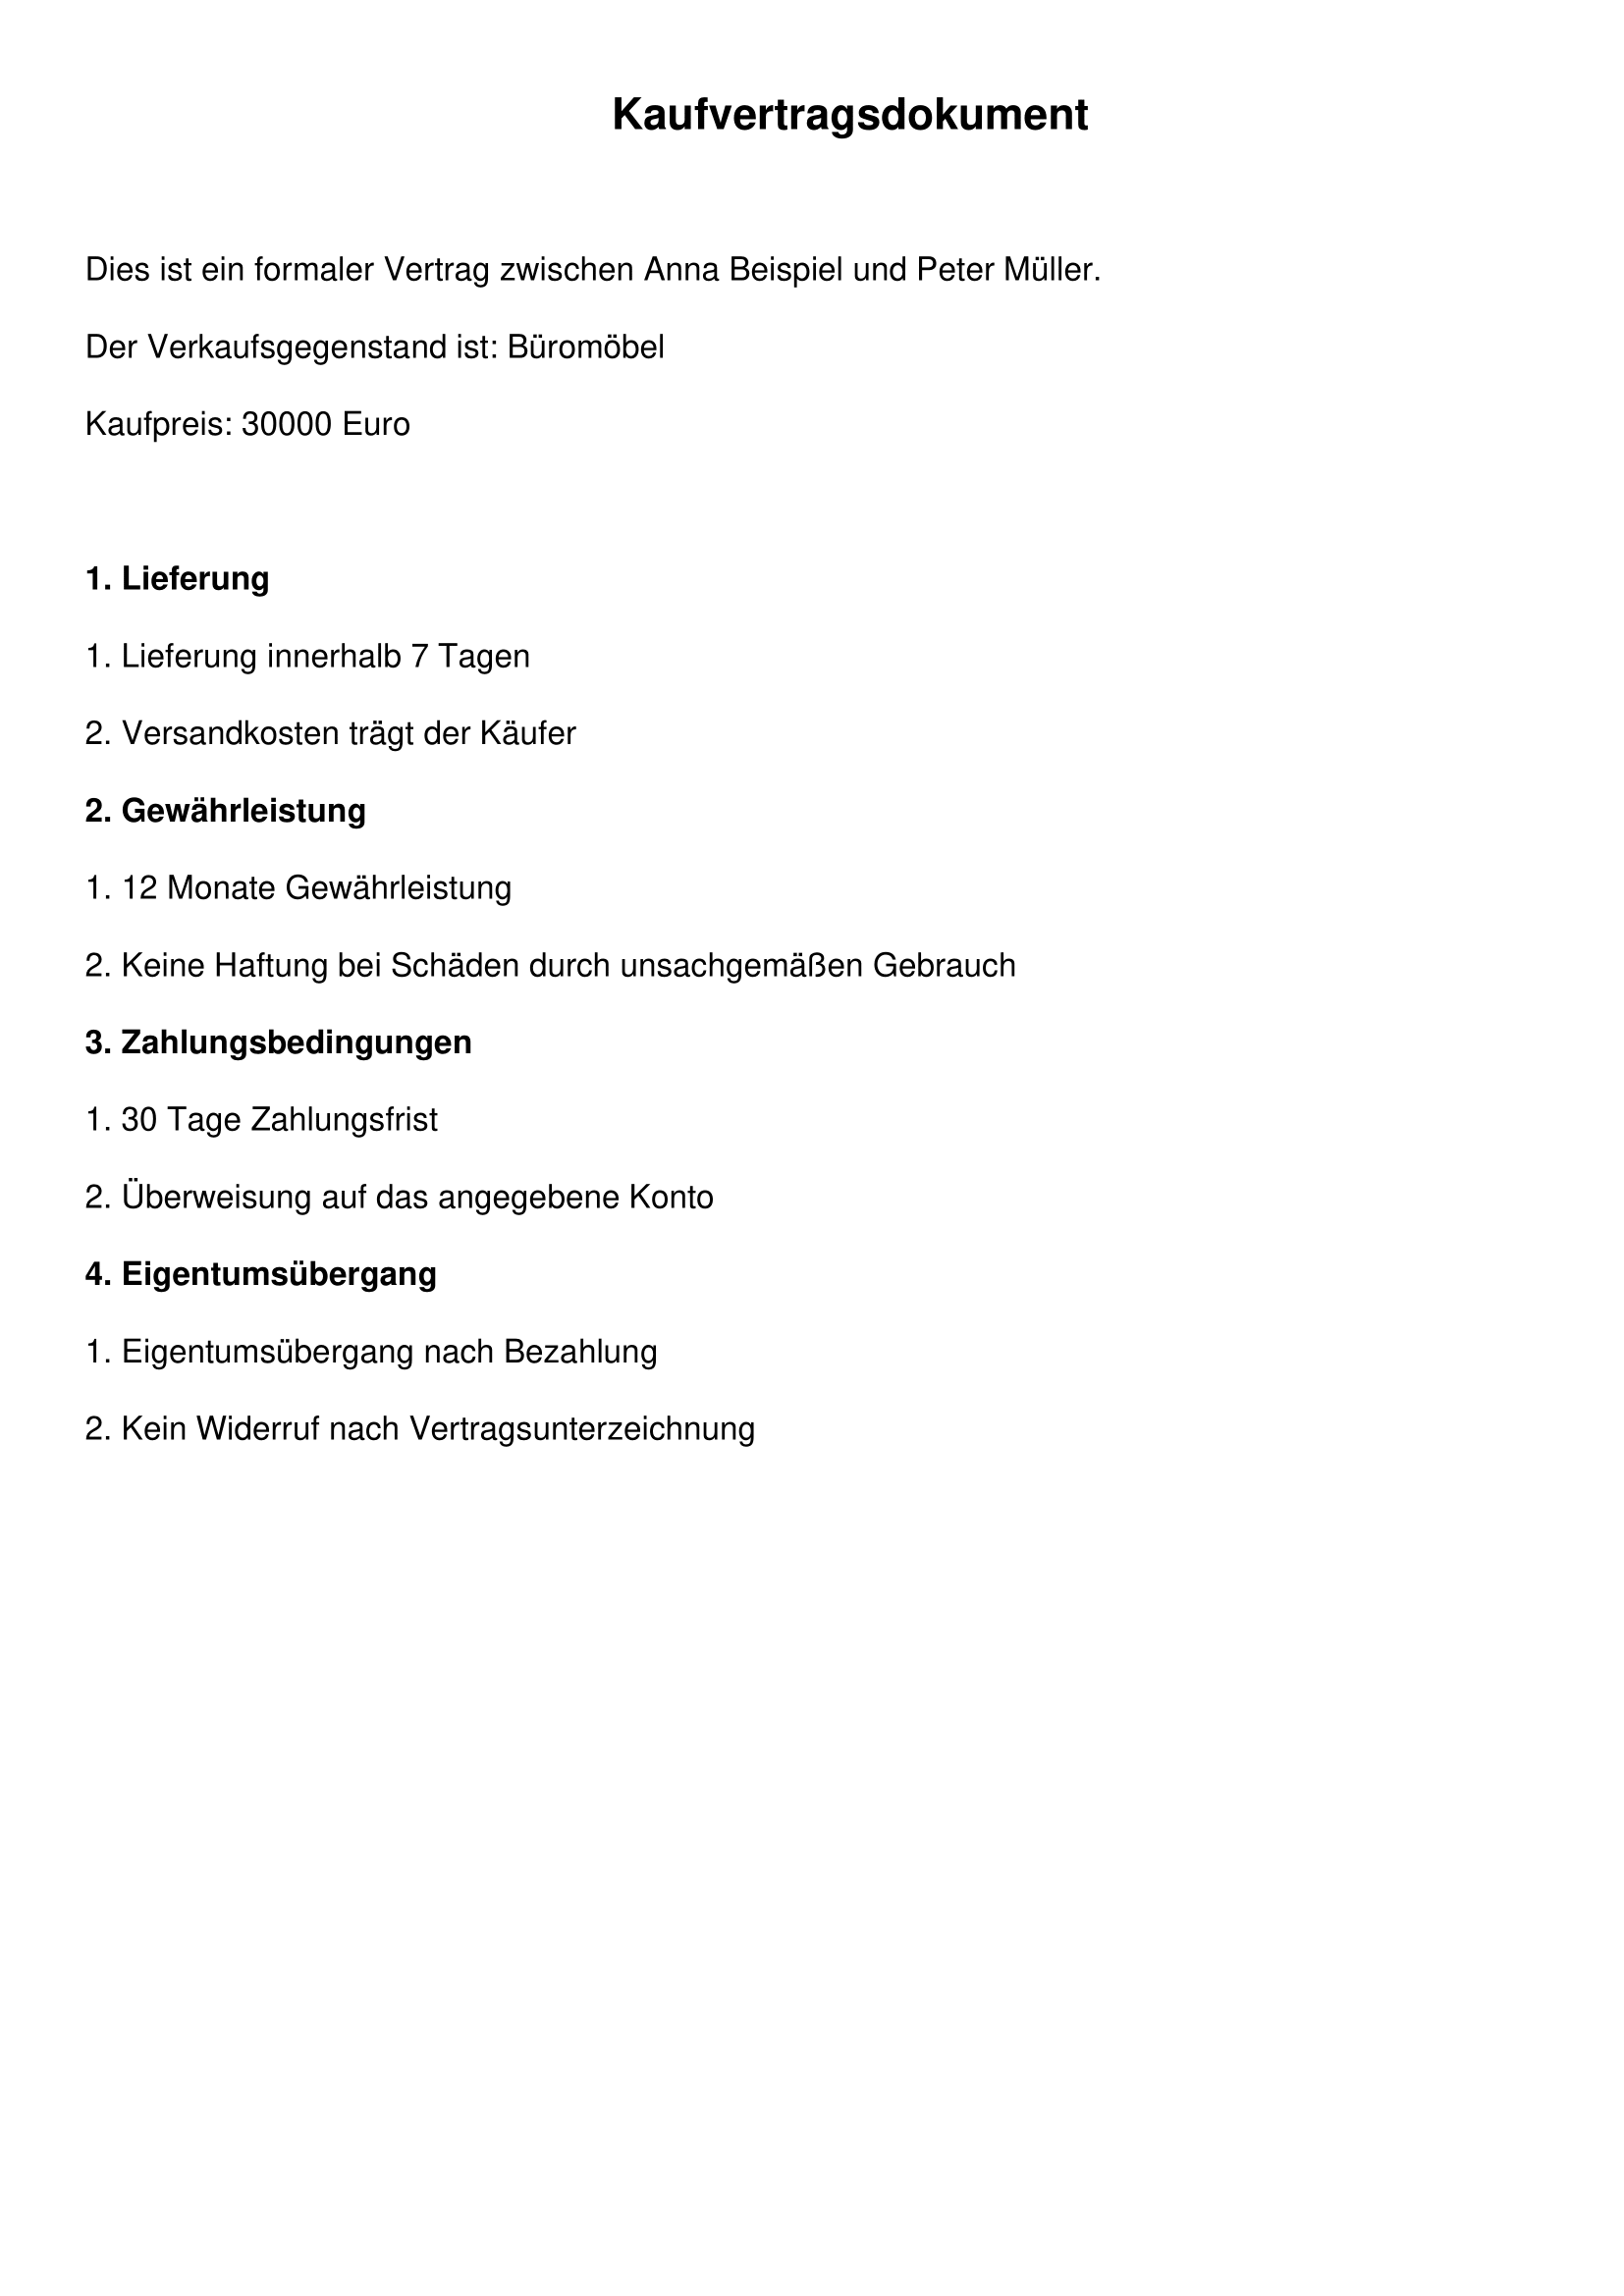 Kaufvertragsdokument
Dies ist ein formaler Vertrag zwischen Anna Beispiel und Peter Müller.
Der Verkaufsgegenstand ist: Büromöbel
Kaufpreis: 30000 Euro
1. Lieferung
1. Lieferung innerhalb 7 Tagen
2. Versandkosten trägt der Käufer
2. Gewährleistung
1. 12 Monate Gewährleistung
2. Keine Haftung bei Schäden durch unsachgemäßen Gebrauch
3. Zahlungsbedingungen
1. 30 Tage Zahlungsfrist
2. Überweisung auf das angegebene Konto
4. Eigentumsübergang
1. Eigentumsübergang nach Bezahlung
2. Kein Widerruf nach Vertragsunterzeichnung